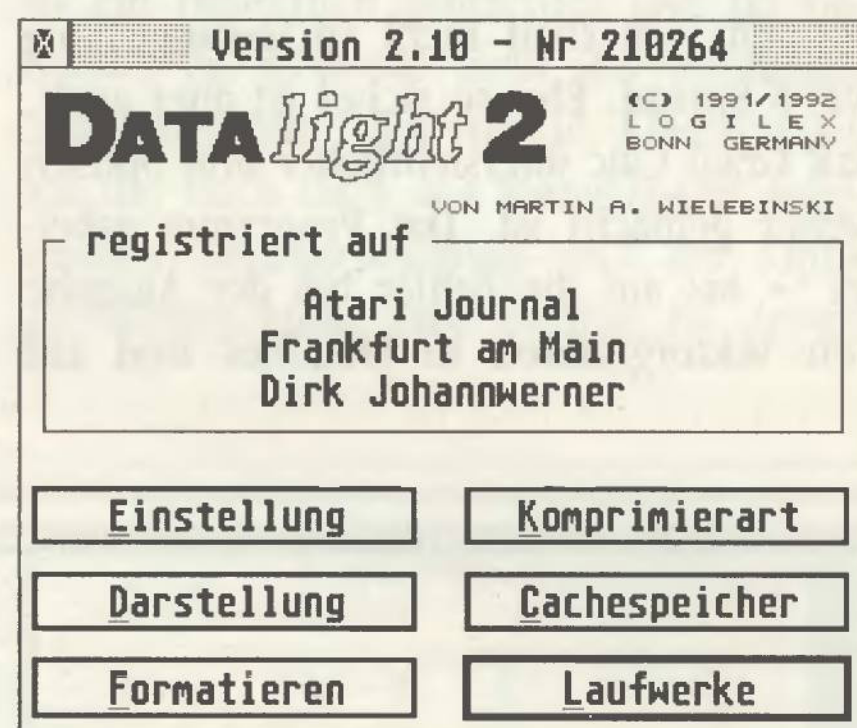 Version 2.10 - Nr 210264
DATAlight 2
(C) 1991/1992
LOGILEX
BONN GERMANY
VON MARTIN A. WIELEBINSKI
registriert auf
Atari Journal
Frankfurt am Main
Dirk Johannwerner
Einstellung
Komprimierart
Darstellung
Cachespeicher
Formatieren
Laufwerke